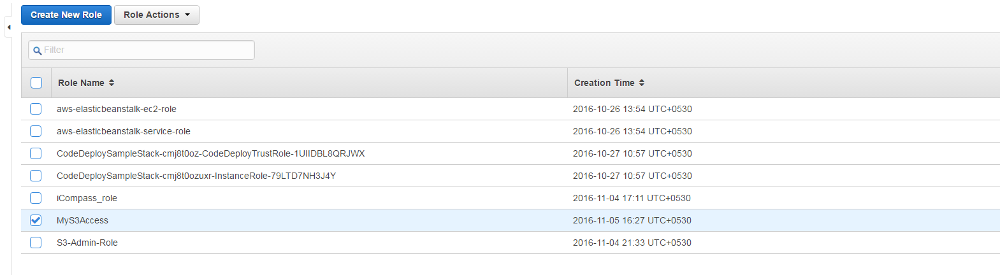 Create New Role Role Actions
Filter
Role Name Creation Time
aws-elasticbeanstalk-ec2-role 2016-10-26 13:54 UTC+0530
aws-elasticbeanstalk-service-role 2016-10-26 13:54 UTC+0530
CodeDeploySampleStack-cmj8t0oz-CodeDeployTrustRole-1UIIDBL8QRJWX 2016-10-27 10:57 UTC+0530
CodeDeploySampleStack-cmj8t0ozuxr-InstanceRole-79LTD7NH3J4Y 2016-10-27 10:57 UTC+0530
iCompass_role 2016-11-04 17:11 UTC+0530
MyS3Access 2016-11-05 16:27 UTC+0530
S3-Admin-Role 2016-11-04 21:33 UTC+0530